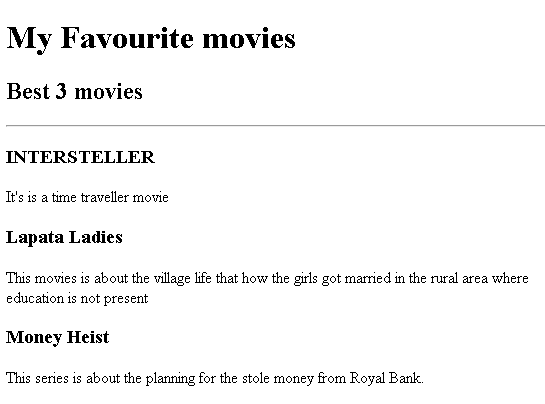 My Favourite movies
Best 3 movies
INTERSTELLER
It's is a time traveller movie
Lapata Ladies
This movies is about the village life that how the girls got married in the rural area where
education is not present
Money Heist
This series is about the planning for the stole money from Royal Bank.